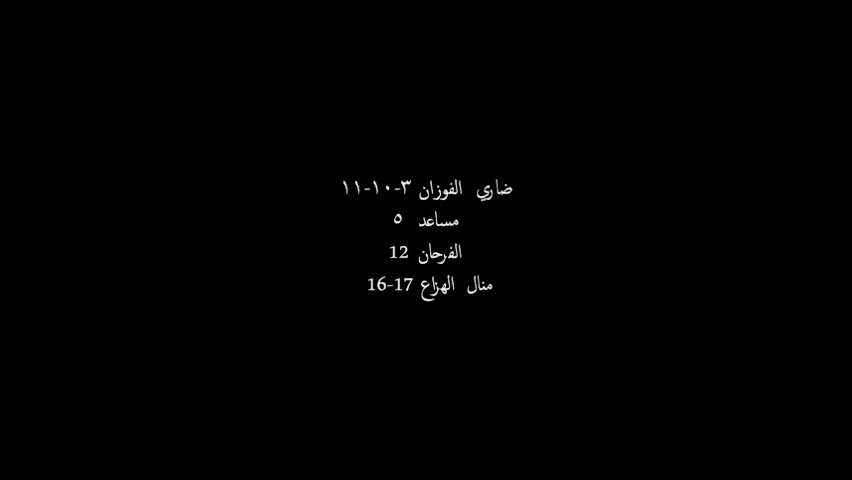 ضاري الفوزان ٣-١٠-١١
مساعد ٥
الفرحان 12
منال الهزاع 17-16